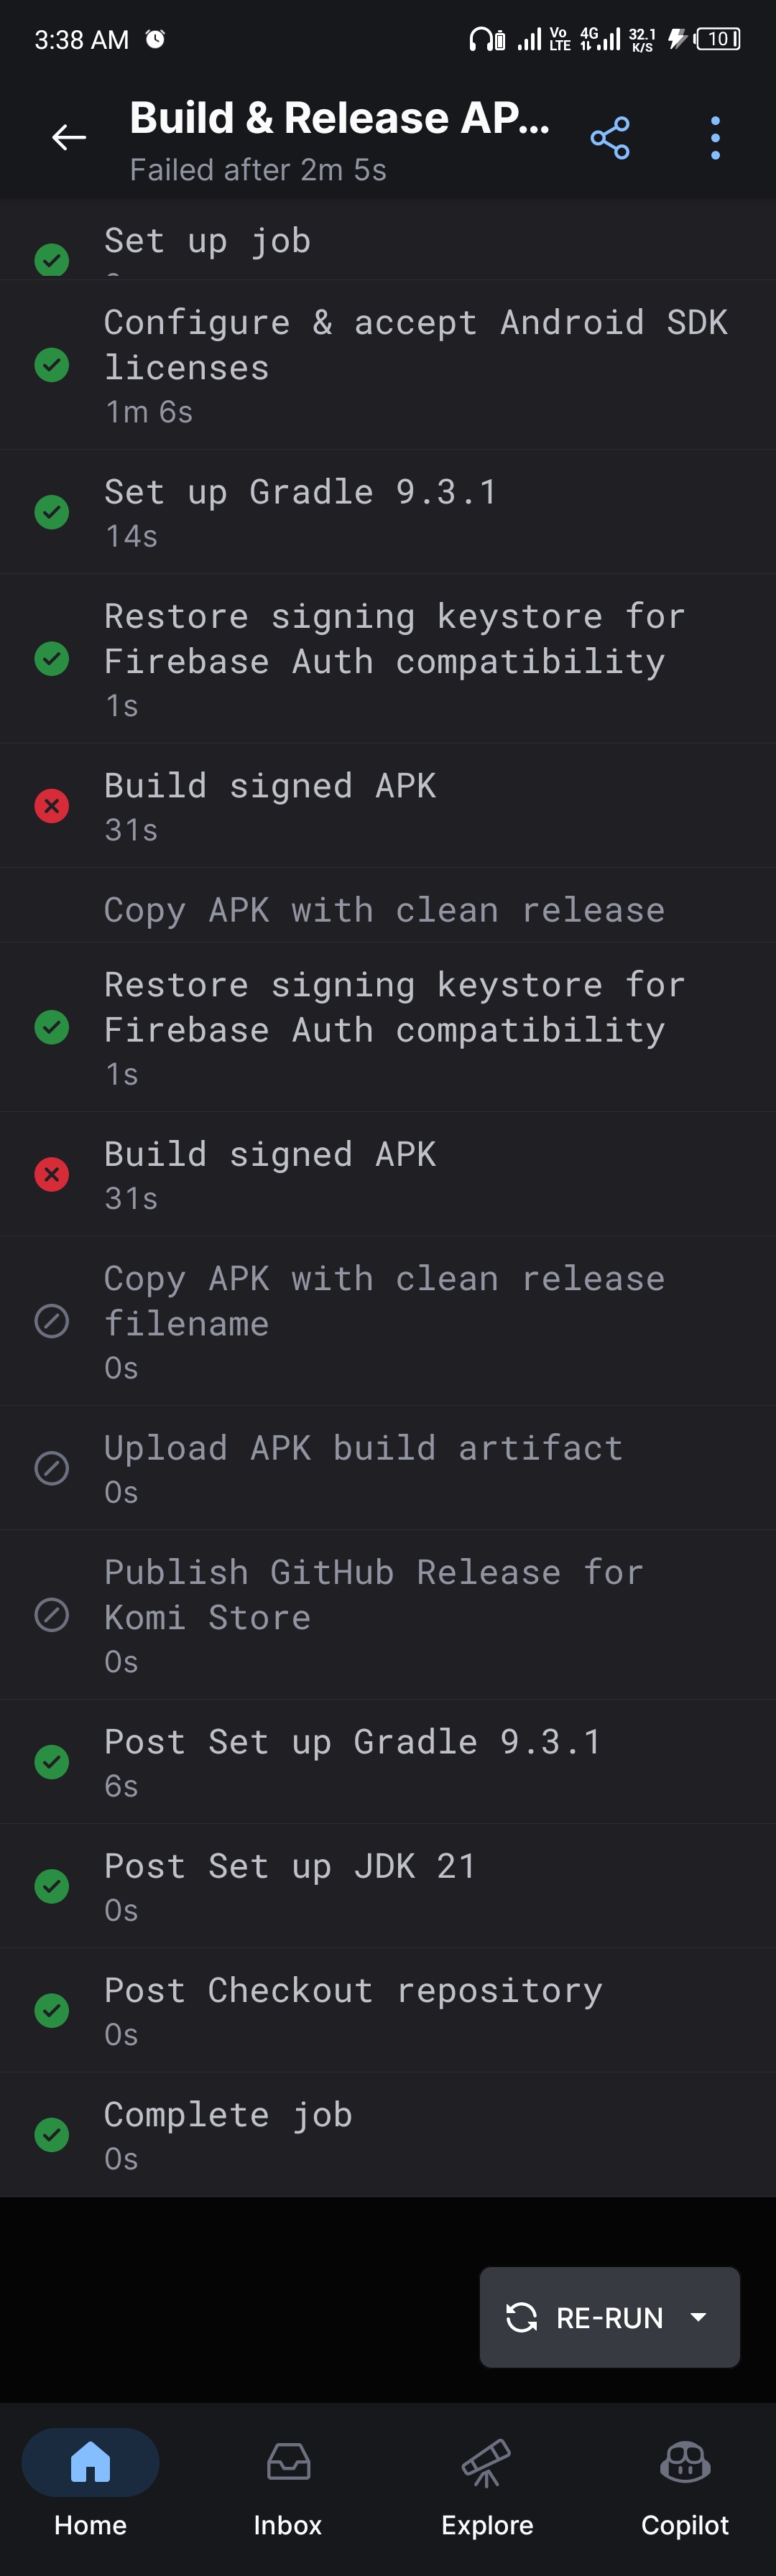 3:38 AM
Vo
LTE
4G
32.1
K/S
10
Build & Release AP...
Failed after 2m 5s
Set up job
Configure & accept Android SDK
licenses
1m 6s
Set up Gradle 9.3.1
14s
Restore signing keystore for
Firebase Auth compatibility
1s
Build signed APK
31s
Copy APK with clean release
Restore signing keystore for
Firebase Auth compatibility
1s
Build signed APK
31s
Copy APK with clean release
filename
0s
Upload APK build artifact
0s
Publish GitHub Release for
Komi Store
0s
Post Set up Gradle 9.3.1
6s
Post Set up JDK 21
0s
Post Checkout repository
0s
Complete job
0s
RE-RUN
Home
Inbox
Explore
Copilot